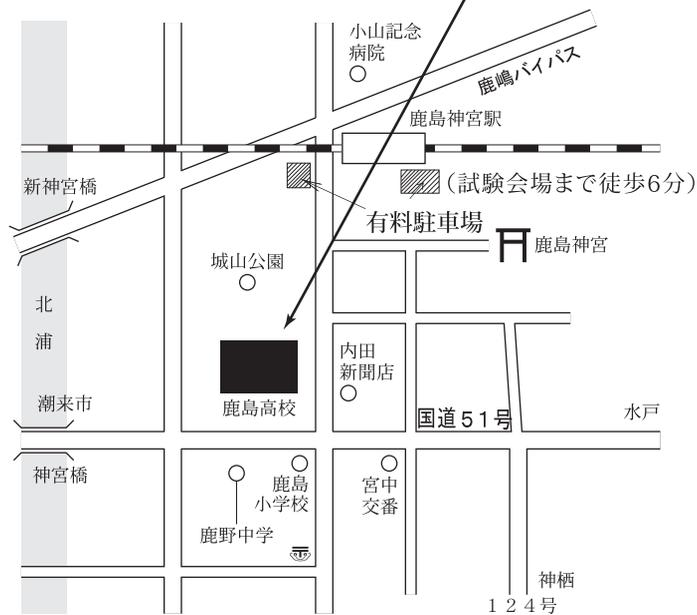 小山記念
病院
鹿嶋バイパス
鹿島神宮駅
新神宮橋
（試験会場まで徒歩6分）
有料駐車場
鹿島神宮
城山公園
北
浦
内田
新聞店
潮来市
鹿島高校
国道51号
水戸
神宮橋
鹿島
小学校
宮中
交番
鹿野中学
神栖
124号